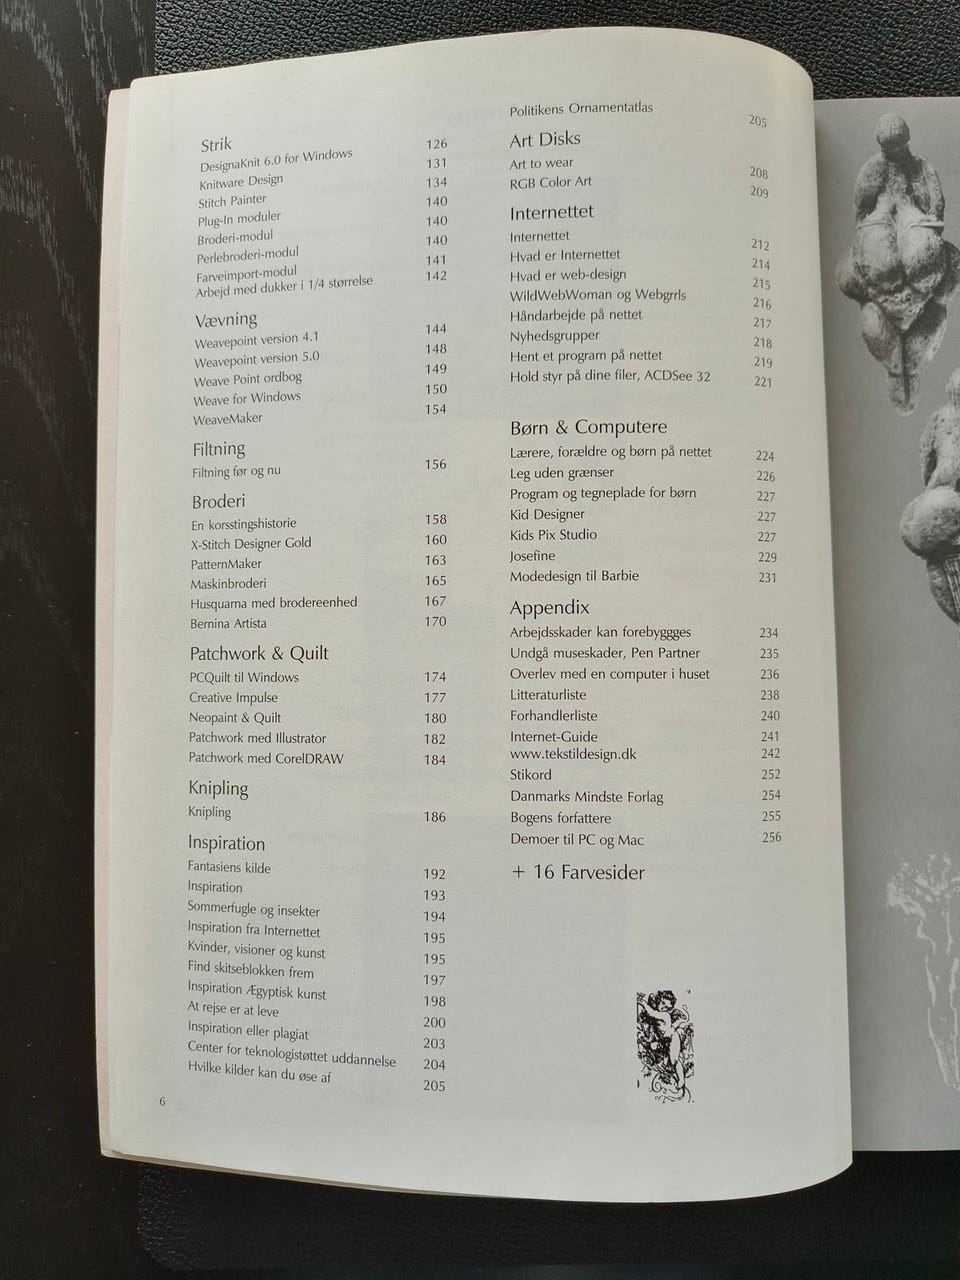 Strik
DesignaKnit 6.0 for Windows 126
Knitware Design 131
Stitch Painter 134
Plug-In moduler 140
Broderi-modul 140
Perlebroderi-modul 140
Farveimport-modul 141
Arbejd med dukker i 1/4 størrelse 142
Vævning
Weavepoint version 4.1 144
Weavepoint version 5.0 148
Weave Point ordbog 149
Weave for Windows 150
WeaveMaker 154
Filtning
Filtning før og nu 156
Broderi
En korsstingshistorie 158
X-Stitch Designer Gold 160
PatternMaker 163
Maskinbroderi 165
Husquarna med brodereenhed 167
Bernina Artista 170
Patchwork & Quilt
PCQuilt til Windows 174
Creative Impulse 177
Neopaint & Quilt 180
Patchwork med Illustrator 182
Patchwork med CorelDRAW 184
Knipling
Knipling 186
Inspiration
Fantasiens kilde 192
Inspiration 193
Sommerfugle og insekter 194
Inspiration fra Internettet 195
Kvinder, visioner og kunst 195
Find skitseblokken frem 197
Inspiration Ægyptisk kunst 198
At rejse er at leve 200
Inspiration eller plagiat 203
Center for teknologistøttet uddannelse 204
Hvilke kilder kan du øse af 205
6
Politikens Ornamentatlas 205
Art Disks
Art to wear 208
RGB Color Art 209
Internettet
Internettet 212
Hvad er Internettet 214
Hvad er web-design 215
WildWebWoman og Webgrrls 216
Håndarbejde på nettet 217
Nyhedsgrupper 218
Hent et program på nettet 219
Hold styr på dine filer, ACDSee 32 221
Børn & Computere
Lærere, forældre og børn på nettet 224
Leg uden grænser 226
Program og tegneplade for børn 227
Kid Designer 227
Kids Pix Studio 227
Josefine 229
Modedesign til Barbie 231
Appendix
Arbejdsskader kan forebyggges 234
Undgå museskader, Pen Partner 235
Overlev med en computer i huset 236
Litteraturliste 238
Forhandlerliste 240
Internet-Guide 241
www.tekstildesign.dk 242
Stikord 252
Danmarks Mindste Forlag 254
Bogens forfattere 255
Demoer til PC og Mac 256
+ 16 Farvesider